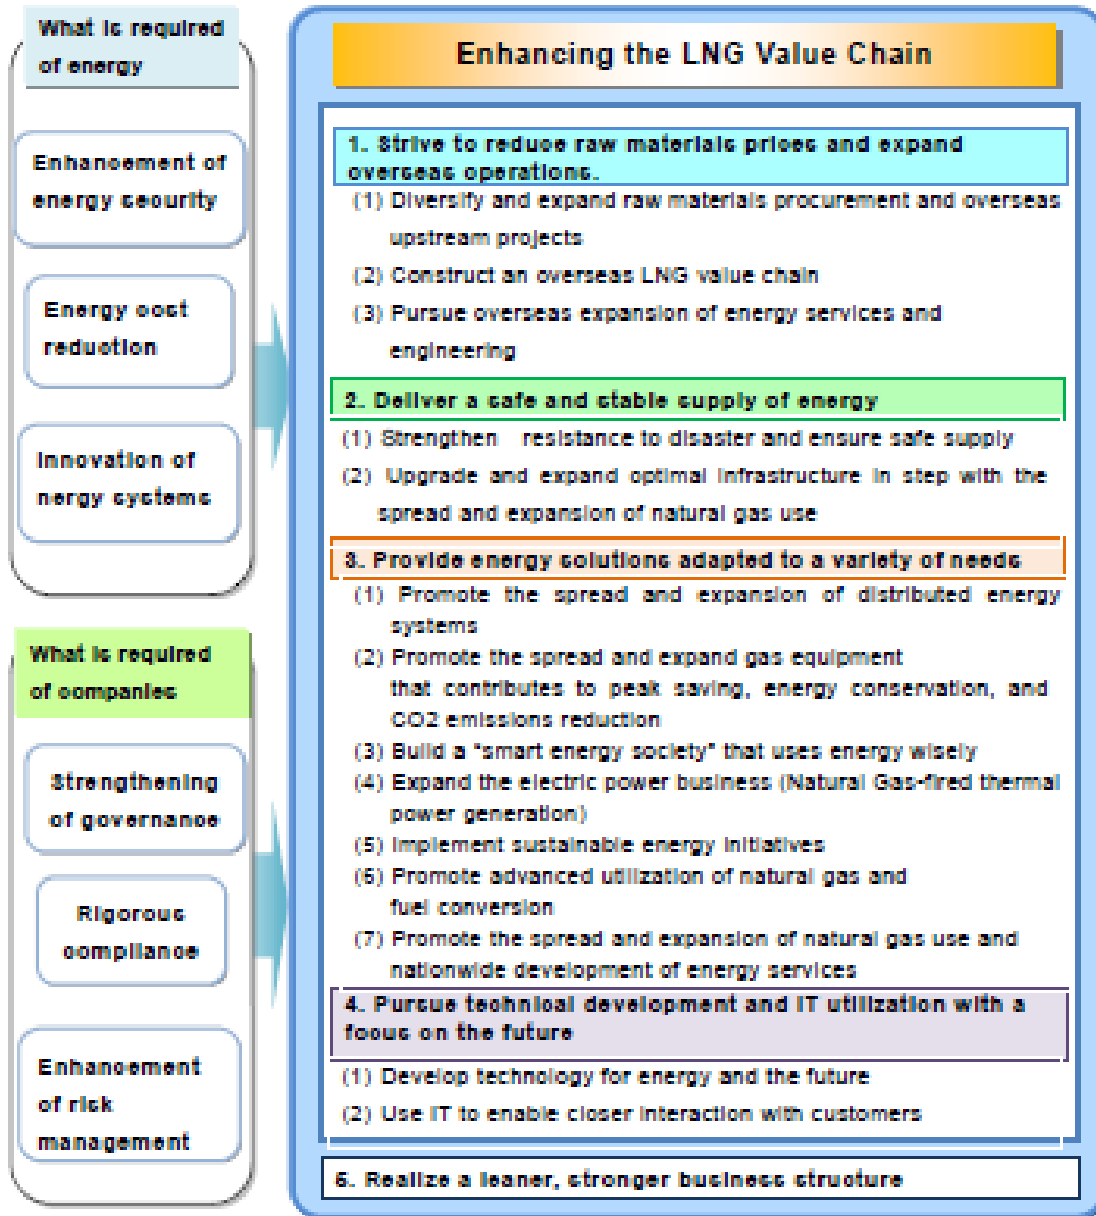 What is required
of energy
Enhancement of
energy security
Energy cost
reduction
Innovation of
nergy systems
What is required
of companies
Strengthening
of governance
Rigorous
compliance
Enhancement
of risk
management
Enhancing the LNG Value Chain
1. Strive to reduce raw materials prices and expand
overseas operations.
(1) Diversify and expand raw materials procurement and overseas
upstream projects
(2) Construct an overseas LNG value chain
(3) Pursue overseas expansion of energy services and
engineering
2. Deliver a safe and stable supply of energy
(1) Strengthen resistance to disaster and ensure safe supply
(2) Upgrade and expand optimal infrastructure in step with the
spread and expansion of natural gas use
3. Provide energy solutions adapted to a variety of needs
(1) Promote the spread and expansion of distributed energy
systems
(2) Promote the spread and expand gas equipment
that contributes to peak saving, energy conservation, and
CO2 emissions reduction
(3) Build a "smart energy society" that uses energy wisely
(4) Expand the electric power business (Natural Gas-fired thermal
power generation)
(5) Implement sustainable energy initiatives
(6) Promote advanced utilization of natural gas and
fuel conversion
(7) Promote the spread and expansion of natural gas use and
nationwide development of energy services
4. Pursue technical development and IT utilization with a
focus on the future
(1) Develop technology for energy and the future
(2) Use IT to enable closer interaction with customers
5. Realize a leaner, stronger business structure